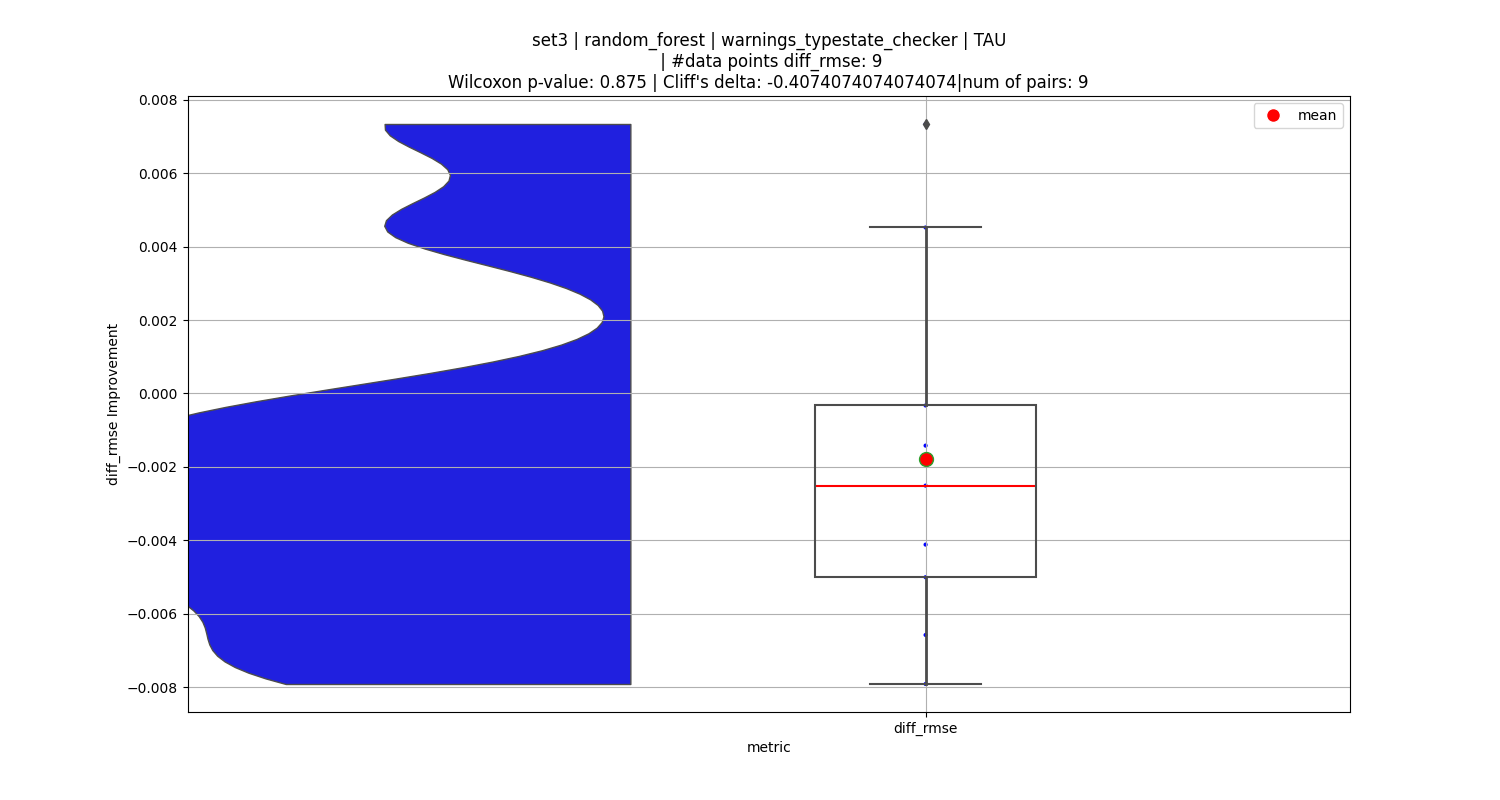 set3 | random_forest | warnings_typestate_checker | TAU
| #data points diff_rmse: 9
Wilcoxon p-value: 0.875 | Cliff's delta: -0.4074074074074074|num of pairs: 9
mean
0.008
0.006
0.004
0.002
0.000
−0.002
−0.004
−0.006
−0.008
diff_rmse Improvement
diff_rmse
metric